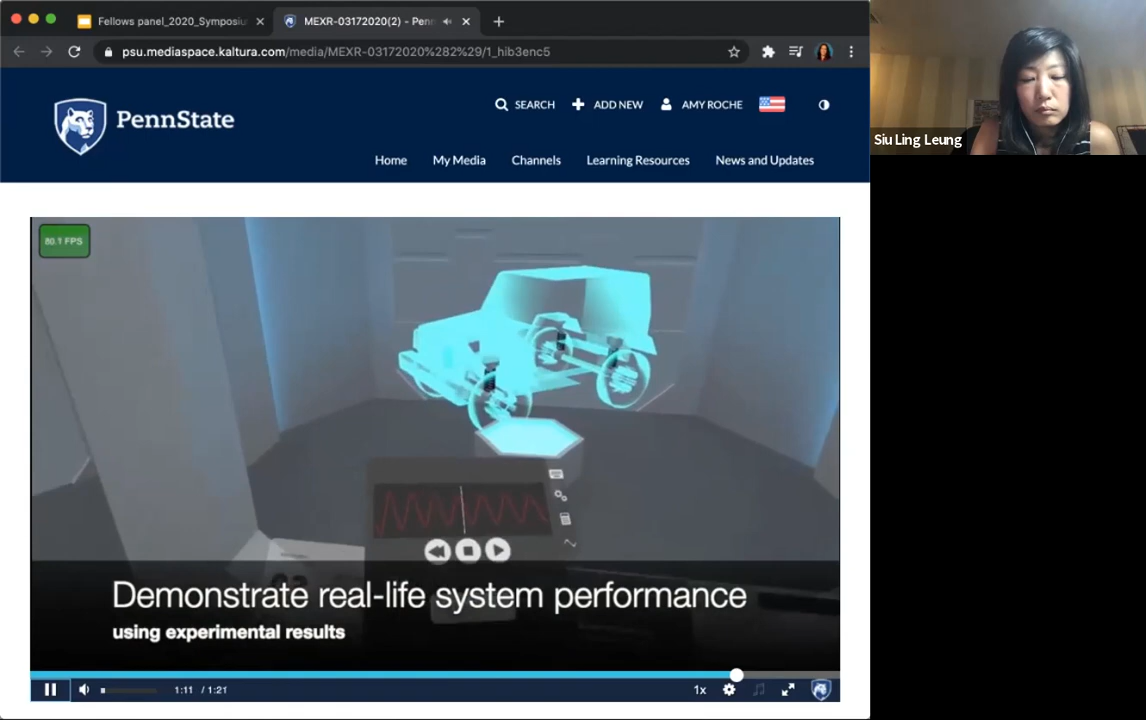 Fellows panel_2020_Symposiu
MEXR-03172020(2) - Penn
psu.mediaspace.kaltura.com/media/MEXR-03172020%282%29/1_hib3enc5
SEARCH
ADD NEW
AMY ROCHE
PennState
Home
My Media
Channels
Learning Resources
News and Updates
Siu Ling Leung
80.1 FPS
Demonstrate real-life system performance
using experimental results
1:11 / 1:21
1x